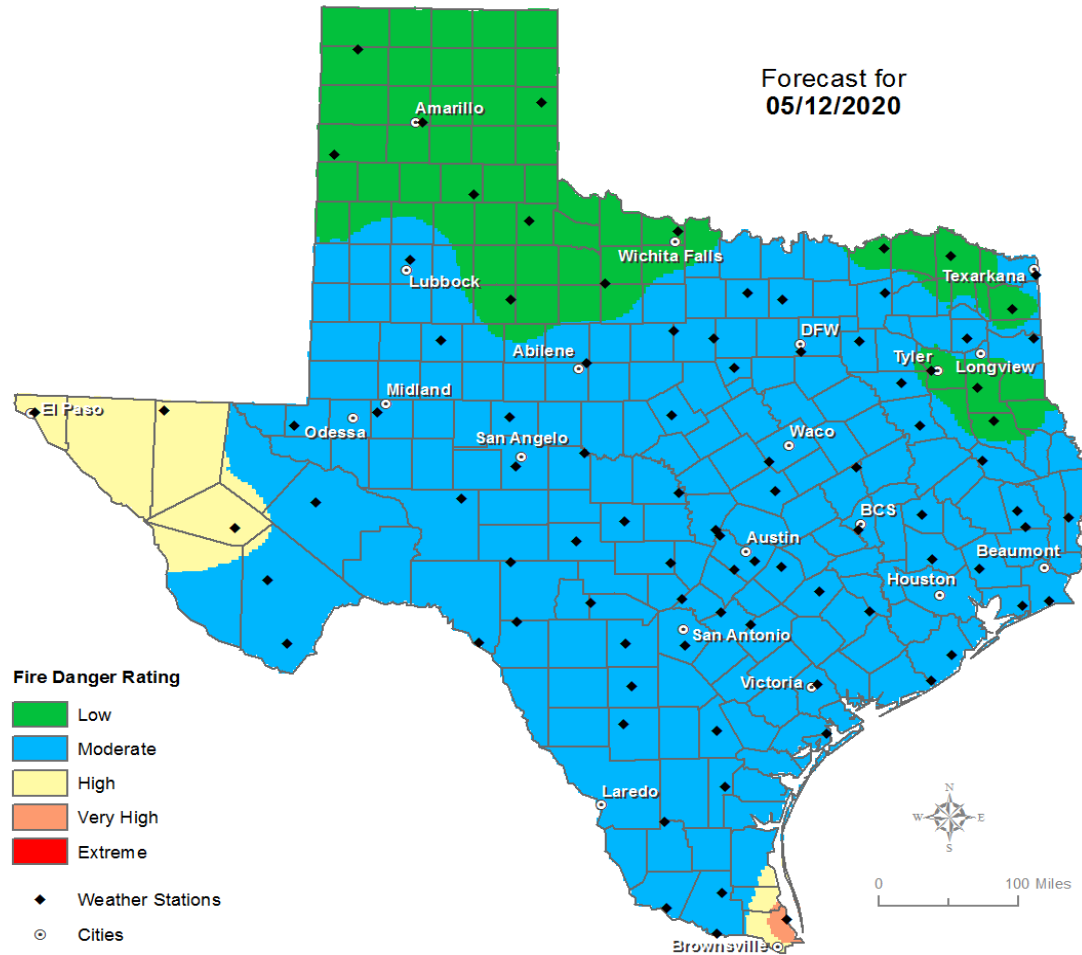 Forecast for
05/12/2020
Amarillo
Wichita Falls
Texarkana
Lubbock
DFW
Abilene
Tyler
Longview
Midland
El Paso
Odessa
San Angelo
Waco
BCS
Austin
Beaumont
Houston
San Antonio
Victoria
Laredo
Brownsville
Fire Danger Rating
Low
Moderate
High
Very High
Extreme
Weather Stations
Cities
N
W E
S
0 100 Miles